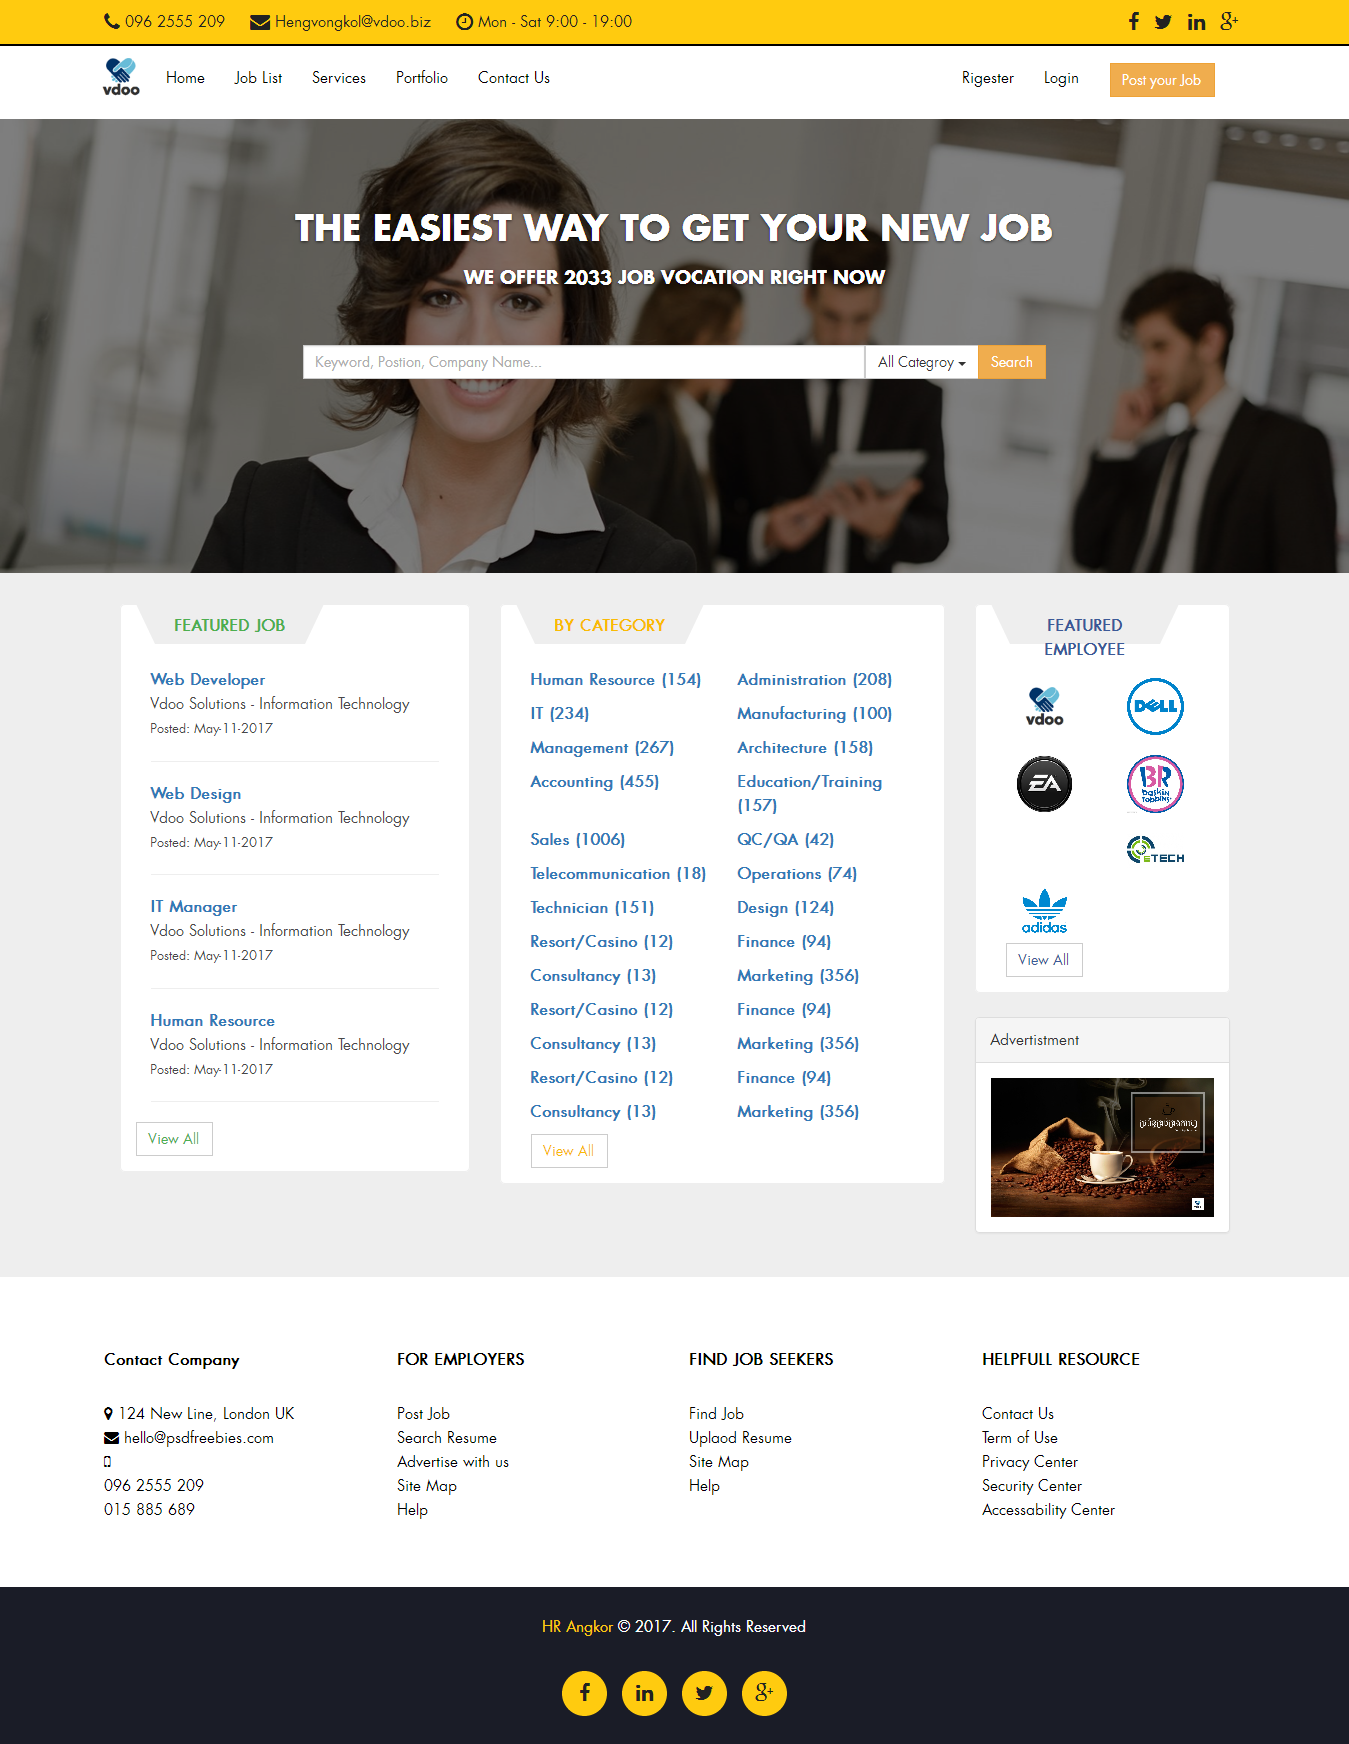 096 2555 209 Hengvongkol@vdoo.biz Mon - Sat 9:00 - 19:00
vdoo Home Job List Services Portfolio Contact Us Rigester Login Post your Job
THE EASIEST WAY TO GET YOUR NEW JOB
WE OFFER 2033 JOB VOCATION RIGHT NOW
Keyword, Postion, Company Name... All Categroy Search
FEATURED JOB
Web Developer
Vdoo Solutions - Information Technology
Posted: May-11-2017
Web Design
Vdoo Solutions - Information Technology
Posted: May-11-2017
IT Manager
Vdoo Solutions - Information Technology
Posted: May-11-2017
Human Resource
Vdoo Solutions - Information Technology
Posted: May-11-2017
View All
BY CATEGORY
Human Resource (154) Administration (208)
IT (234) Manufacturing (100)
Management (267) Architecture (158)
Accounting (455) Education/Training
(157)
Sales (1006) QC/QA (42)
Telecommunication (18) Operations (74)
Technician (151) Design (124)
Resort/Casino (12) Finance (94)
Consultancy (13) Marketing (356)
Resort/Casino (12) Finance (94)
Consultancy (13) Marketing (356)
Resort/Casino (12) Finance (94)
Consultancy (13) Marketing (356)
View All
FEATURED
EMPLOYEE
vdoo DELL
EA BR
baskin
robbins
eTECH
adidas
View All
Advertistment
Contact Company
124 New Line, London UK
hello@psdfreebies.com
096 2555 209
015 885 689
FOR EMPLOYERS
Post Job
Search Resume
Advertise with us
Site Map
Help
FIND JOB SEEKERS
Find Job
Uplaod Resume
Site Map
Help
HELPFULL RESOURCE
Contact Us
Term of Use
Privacy Center
Security Center
Accessability Center
HR Angkor © 2017. All Rights Reserved